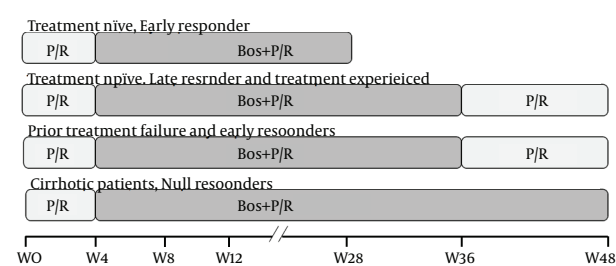 Treatment nïve, Early responder
P/R Bos+P/R
Treatment npïve. Late resrnder and treatment experieiced
P/R Bos+P/R P/R
Prior treatment failure and early resoonders
P/R Bos+P/R P/R
Cirrhotic patients, Null resoonders
P/R Bos+P/R
W0 W4 W8 W12 W28 W36 W48